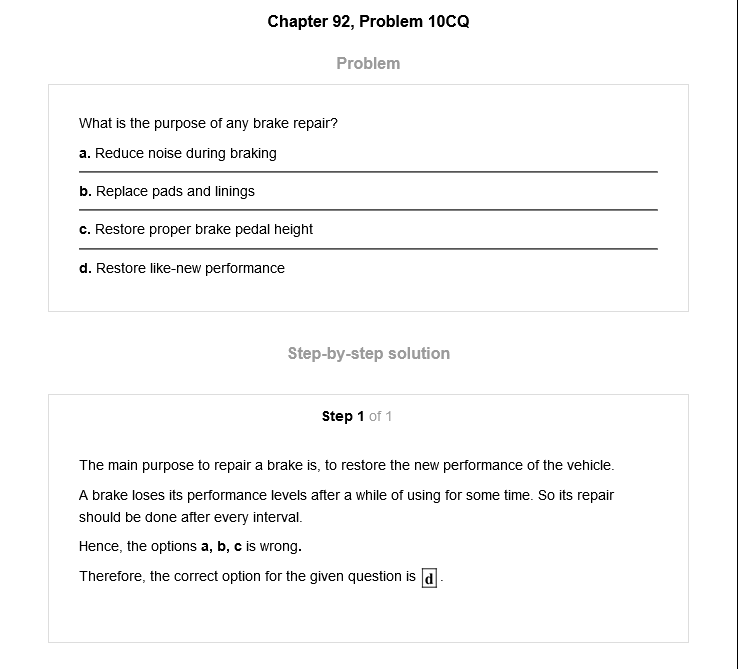 Chapter 92, Problem 10CQ
Problem
What is the purpose of any brake repair?
a. Reduce noise during braking
b. Replace pads and linings
c. Restore proper brake pedal height
d. Restore like-new performance
Step-by-step solution
Step 1 of 1
The main purpose to repair a brake is, to restore the new performance of the vehicle.
A brake loses its performance levels after a while of using for some time. So its repair
should be done after every interval.
Hence, the options a, b, c is wrong.
Therefore, the correct option for the given question is d.